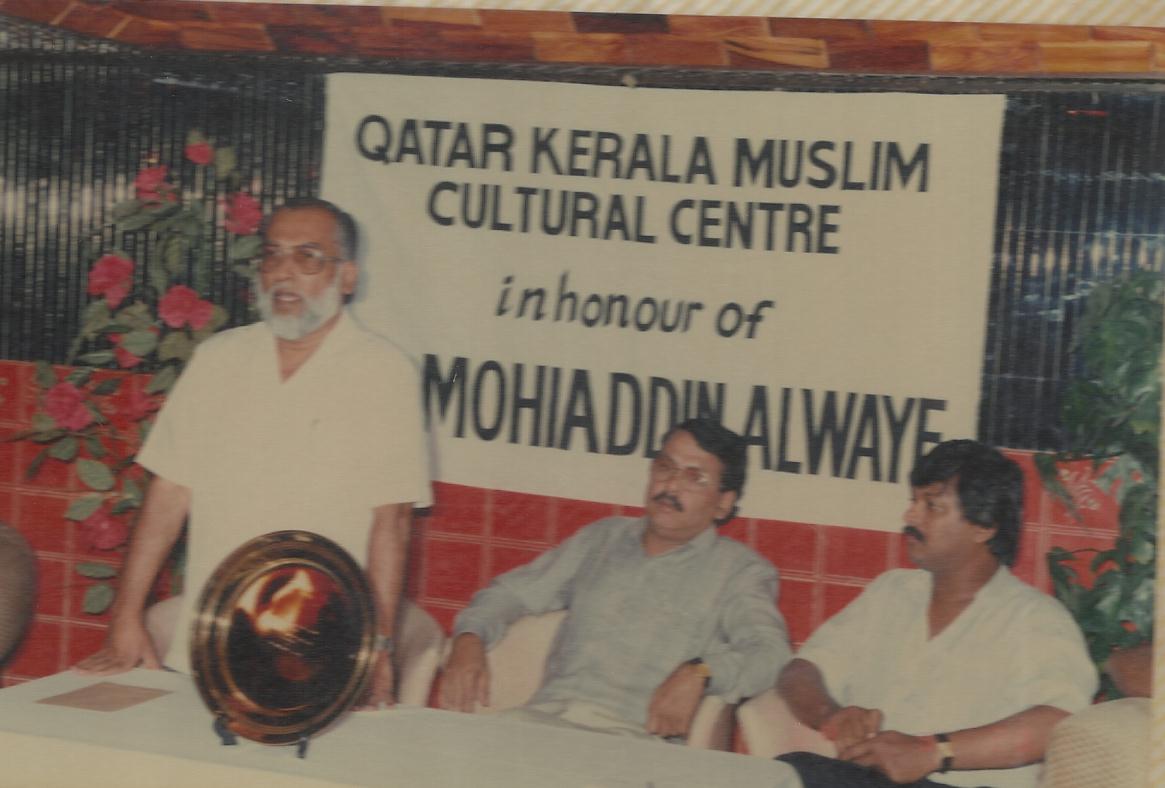 QATAR KERALA MUSLIM
CULTURAL CENTRE
in honour of
MOHIADDIN ALWAYE